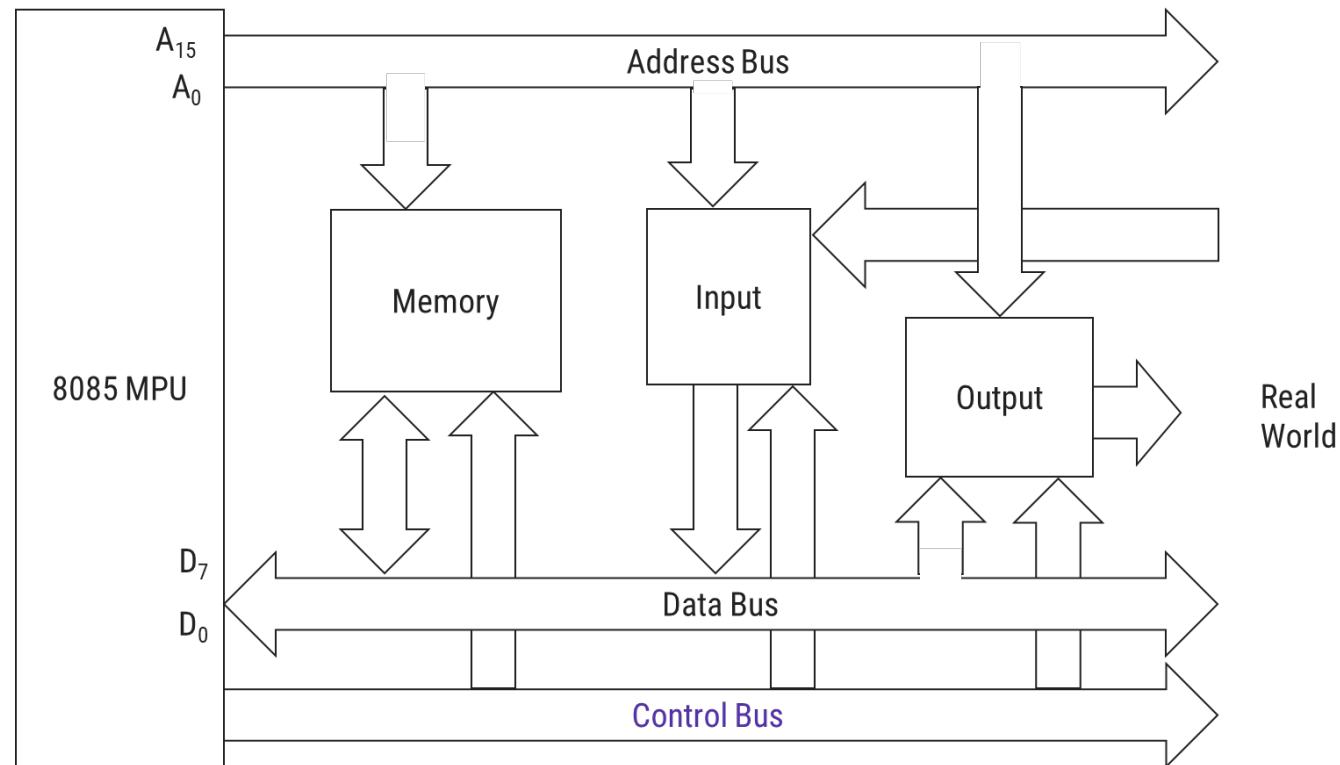 A₁₅
Address Bus
A₀
Memory
Input
8085 MPU
Output
Real
World
D₇
Data Bus
D₀
Control Bus